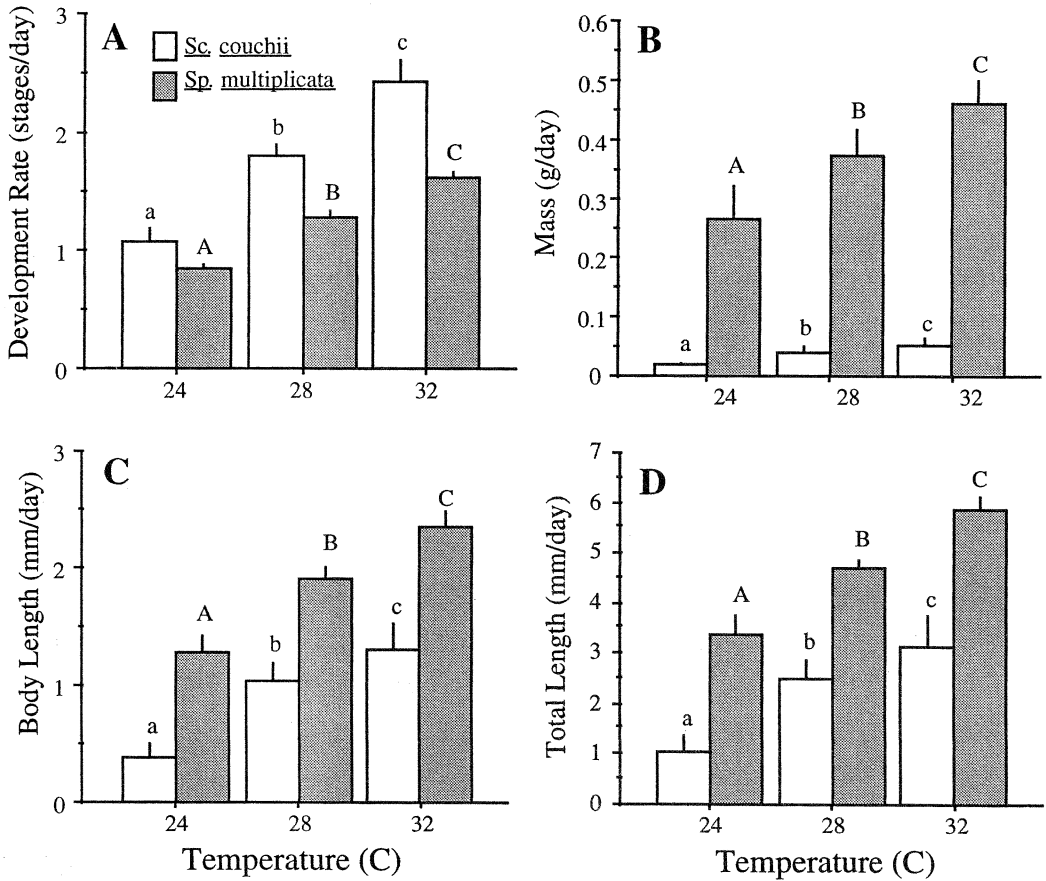 A
Sc. couchii
Sp. multiplicata
Development Rate (stages/day)
3
2
1
0
a
A
b
B
c
C
24
28
32
B
Mass (g/day)
0.6
0.5
0.4
0.3
0.2
0.1
0
a
A
b
B
c
C
24
28
32
C
Body Length (mm/day)
3
2
1
0
a
A
b
B
c
C
24
28
32
Temperature (C)
D
Total Length (mm/day)
7
6
5
4
3
2
1
0
a
A
b
B
c
C
24
28
32
Temperature (C)